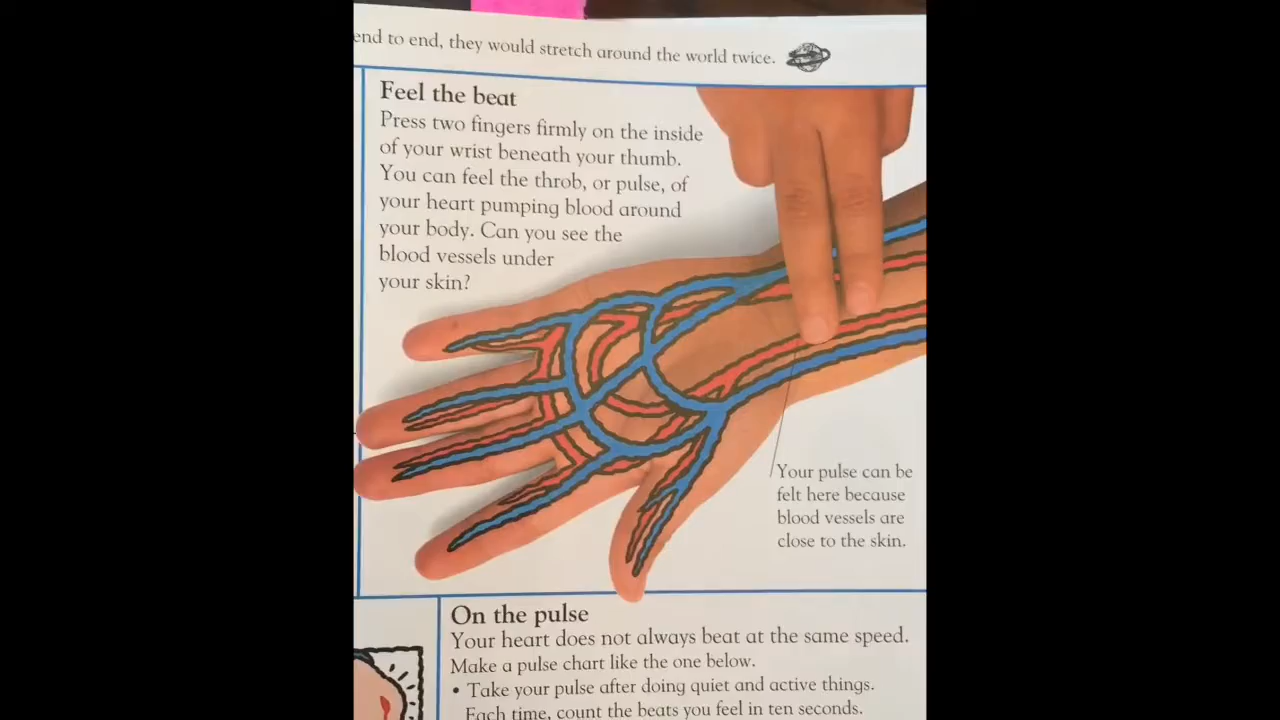 end to end, they would stretch around the world twice.
Feel the beat
Press two fingers firmly on the inside
of your wrist beneath your thumb.
You can feel the throb, or pulse, of
your heart pumping blood around
your body. Can you see the
blood vessels under
your skin?
Your pulse can be
felt here because
blood vessels are
close to the skin.
On the pulse
Your heart does not always beat at the same speed.
Make a pulse chart like the one below.
• Take your pulse after doing quiet and active things.
Each time, count the beats you feel in ten seconds.